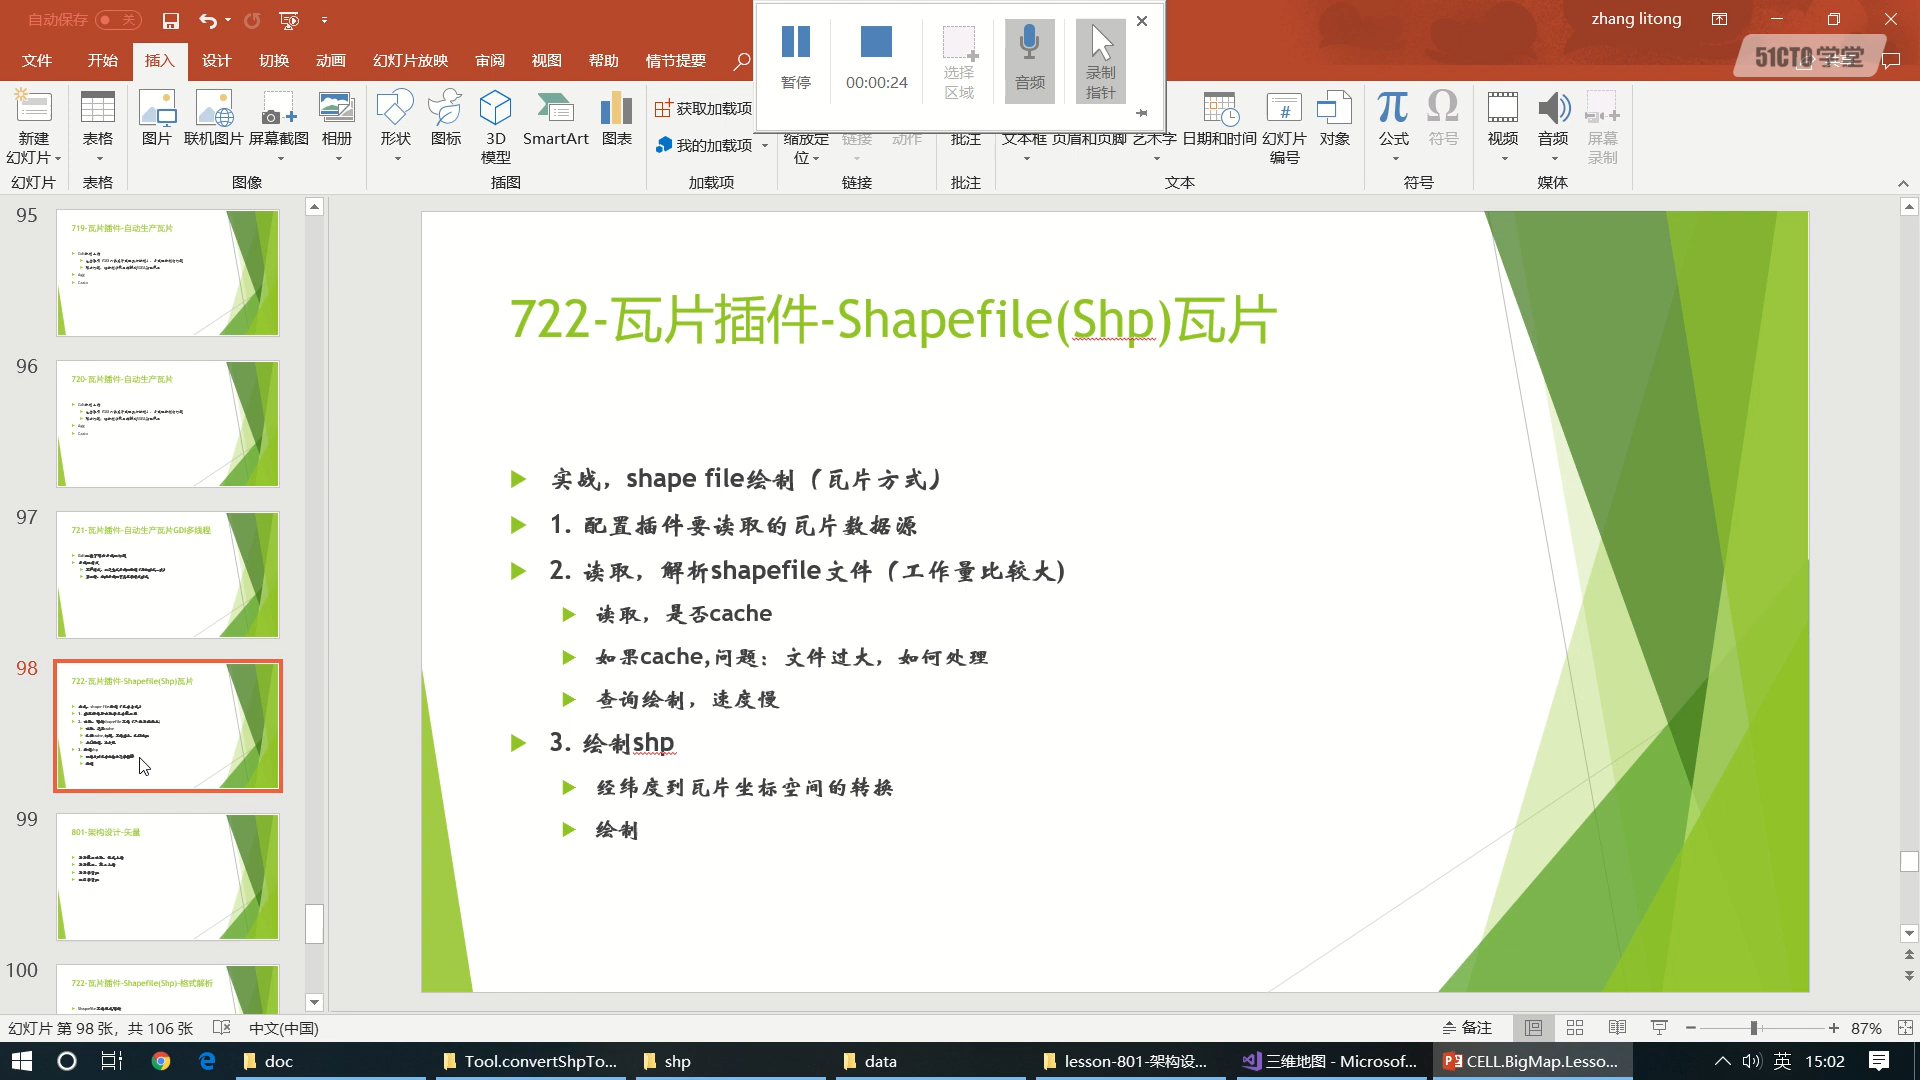 自动保存 关
zhang litong
51CTO学堂
文件 开始 插入 设计 切换 动画 幻灯片放映 审阅 视图 帮助 情节提要
暂停 00:00:24 选择区域 音频 录制指针
新建幻灯片 表格 图片 联机图片 屏幕截图 相册 形状 图标 3D模型 SmartArt 图表 获取加载项
我的加载项 缩放定位 链接 动作 批注 文本框 页眉和页脚 艺术字 日期和时间 幻灯片编号 对象 公式 符号 视频 音频 屏幕录制
幻灯片 表格 图像 插图 加载项 链接 批注 文本 符号 媒体
95
719-瓦片插件-自动生产瓦片
96
720-瓦片插件-自动生产瓦片
97
721-瓦片插件-自动生产瓦片GDI多线程
98
722-瓦片插件-Shapefile(Shp)瓦片
99
801-架构设计-矢量
100
722-瓦片插件-Shapefile(Shp)-格式解析
722-瓦片插件-Shapefile(Shp)瓦片
实战，shape file绘制（瓦片方式）
1. 配置插件要读取的瓦片数据源
2. 读取，解析shapefile文件（工作量比较大)
读取，是否cache
如果cache,问题：文件过大，如何处理
查询绘制，速度慢
3. 绘制shp
经纬度到瓦片坐标空间的转换
绘制
幻灯片 第 98 张，共 106 张 中文(中国) 备注 87%
doc Tool.convertShpTo... shp data lesson-801-架构设... 三维地图 - Microsof... CELL.BigMap.Lesso... 英 15:02